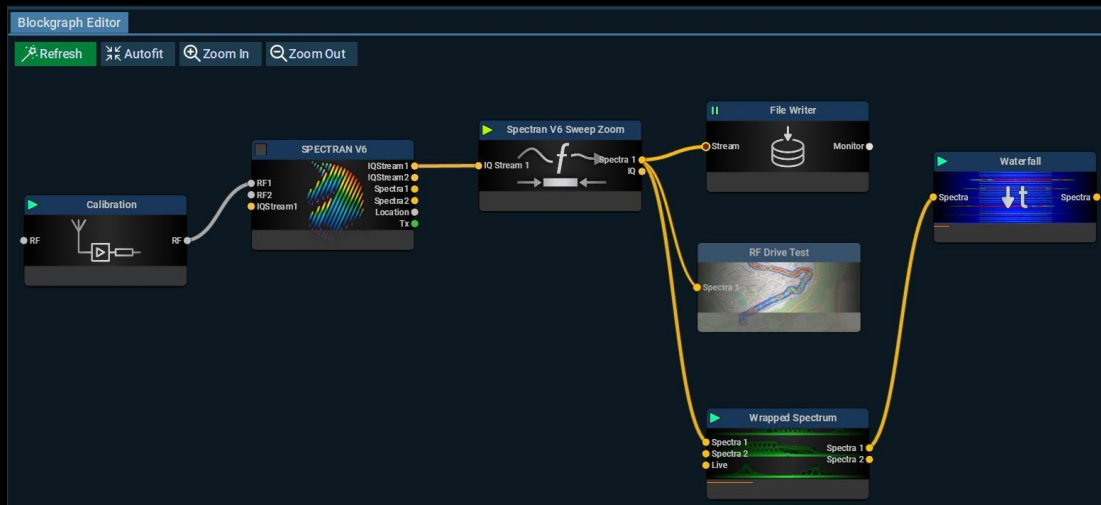 Blockgraph Editor
Refresh Autofit Zoom In Zoom Out
Calibration
RF RF
SPECTRAN V6
RF1
RF2
IQStream1
IQStream1
IQStream2
Spectra1
Spectra2
Location
Tx
Spectran V6 Sweep Zoom
IQ Stream 1
Spectra 1
IQ
f
File Writer
Stream Monitor
RF Drive Test
Spectra 1
Wrapped Spectrum
Spectra 1
Spectra 2
Live
Spectra 1
Spectra 2
Waterfall
Spectra Spectra
t